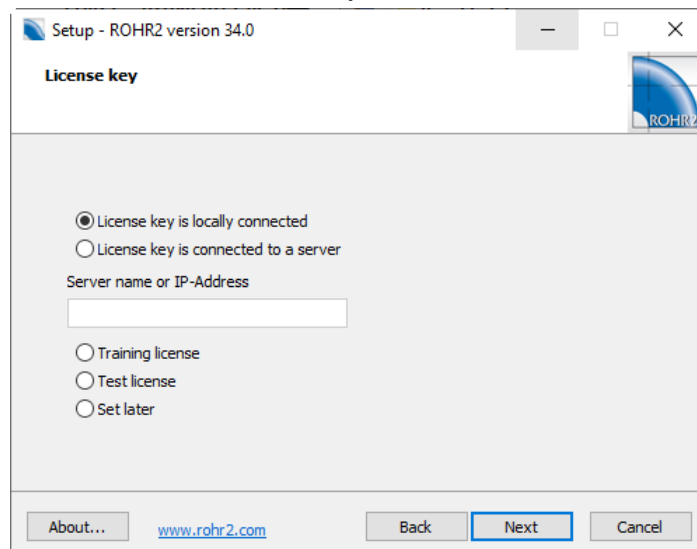 Setup - ROHR2 version 34.0
License key
ROHR2
License key is locally connected
License key is connected to a server
Server name or IP-Address
Training license
Test license
Set later
About... www.rohr2.com Back Next Cancel